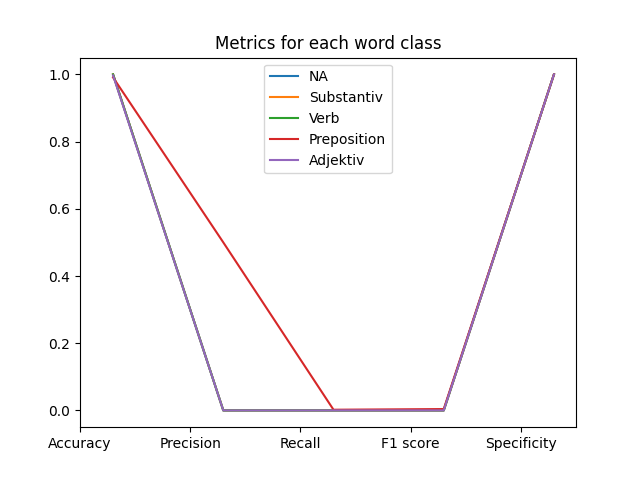 Metrics for each word class
1.0
0.8
0.6
0.4
0.2
0.0
NA
Substantiv
Verb
Preposition
Adjektiv
Accuracy Precision Recall F1 score Specificity